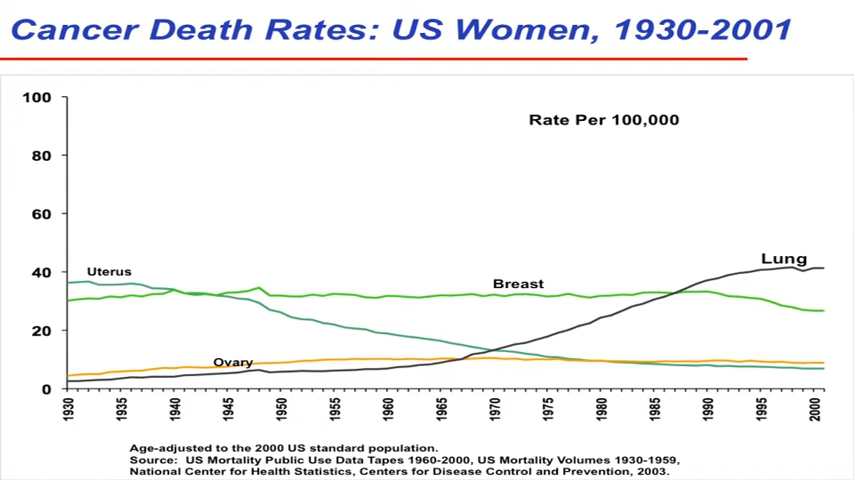 Cancer Death Rates: US Women, 1930-2001
100
Rate Per 100,000
80
60
Lung
Uterus
40
Breast
20
Ovary
0
1930 1935 1940 1945 1950 1955 1960 1965 1970 1975 1980 1985 1990 1995 2000
Age-adjusted to the 2000 US standard population.
Source: US Mortality Public Use Data Tapes 1960-2000, US Mortality Volumes 1930-1959,
National Center for Health Statistics, Centers for Disease Control and Prevention, 2003.